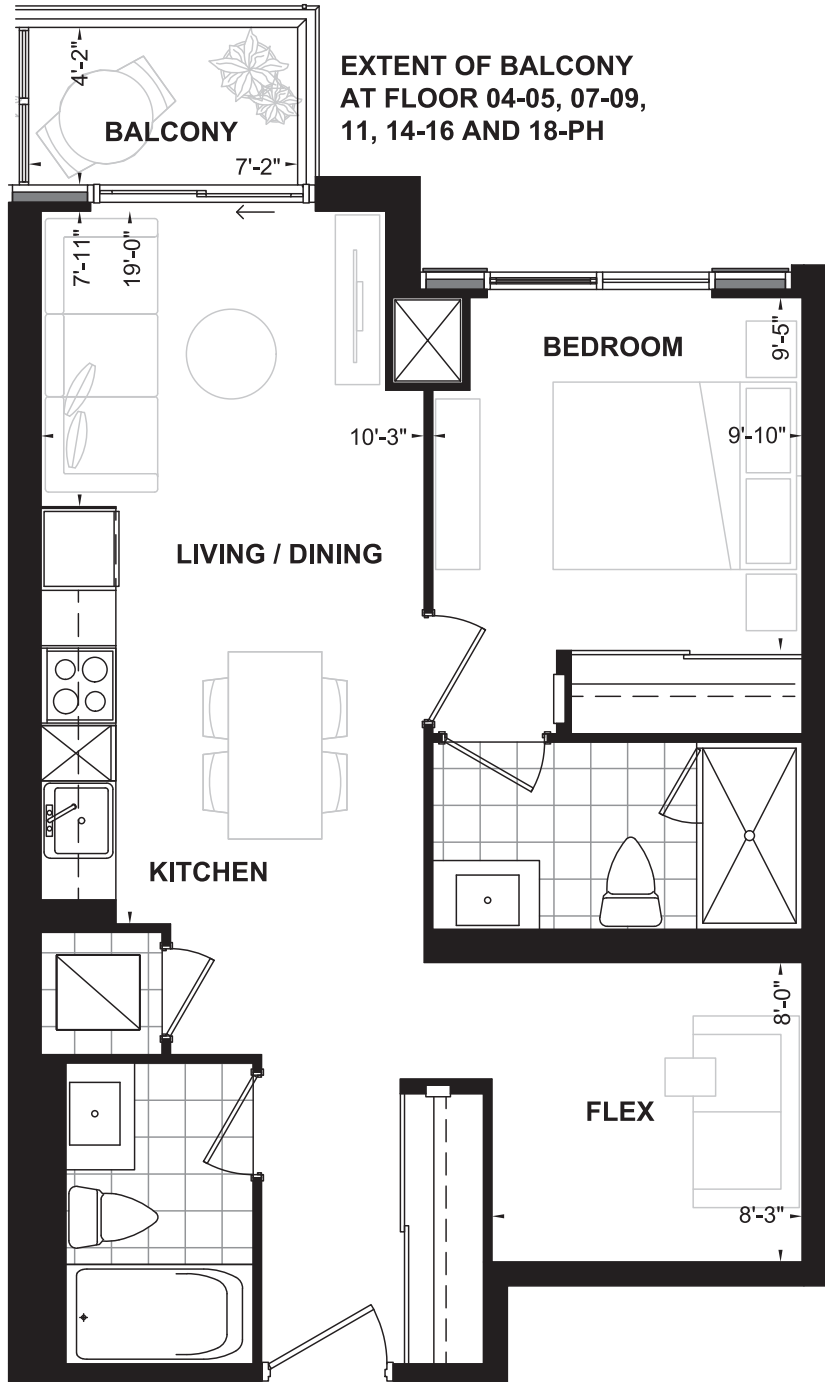 EXTENT OF BALCONY
AT FLOOR 04-05, 07-09,
11, 14-16 AND 18-PH
4'-2"
BALCONY
7'-2"
7'-11"
19'-0"
BEDROOM
9'-5"
10'-3"
9'-10"
LIVING / DINING
KITCHEN
8'-0"
FLEX
8'-3"